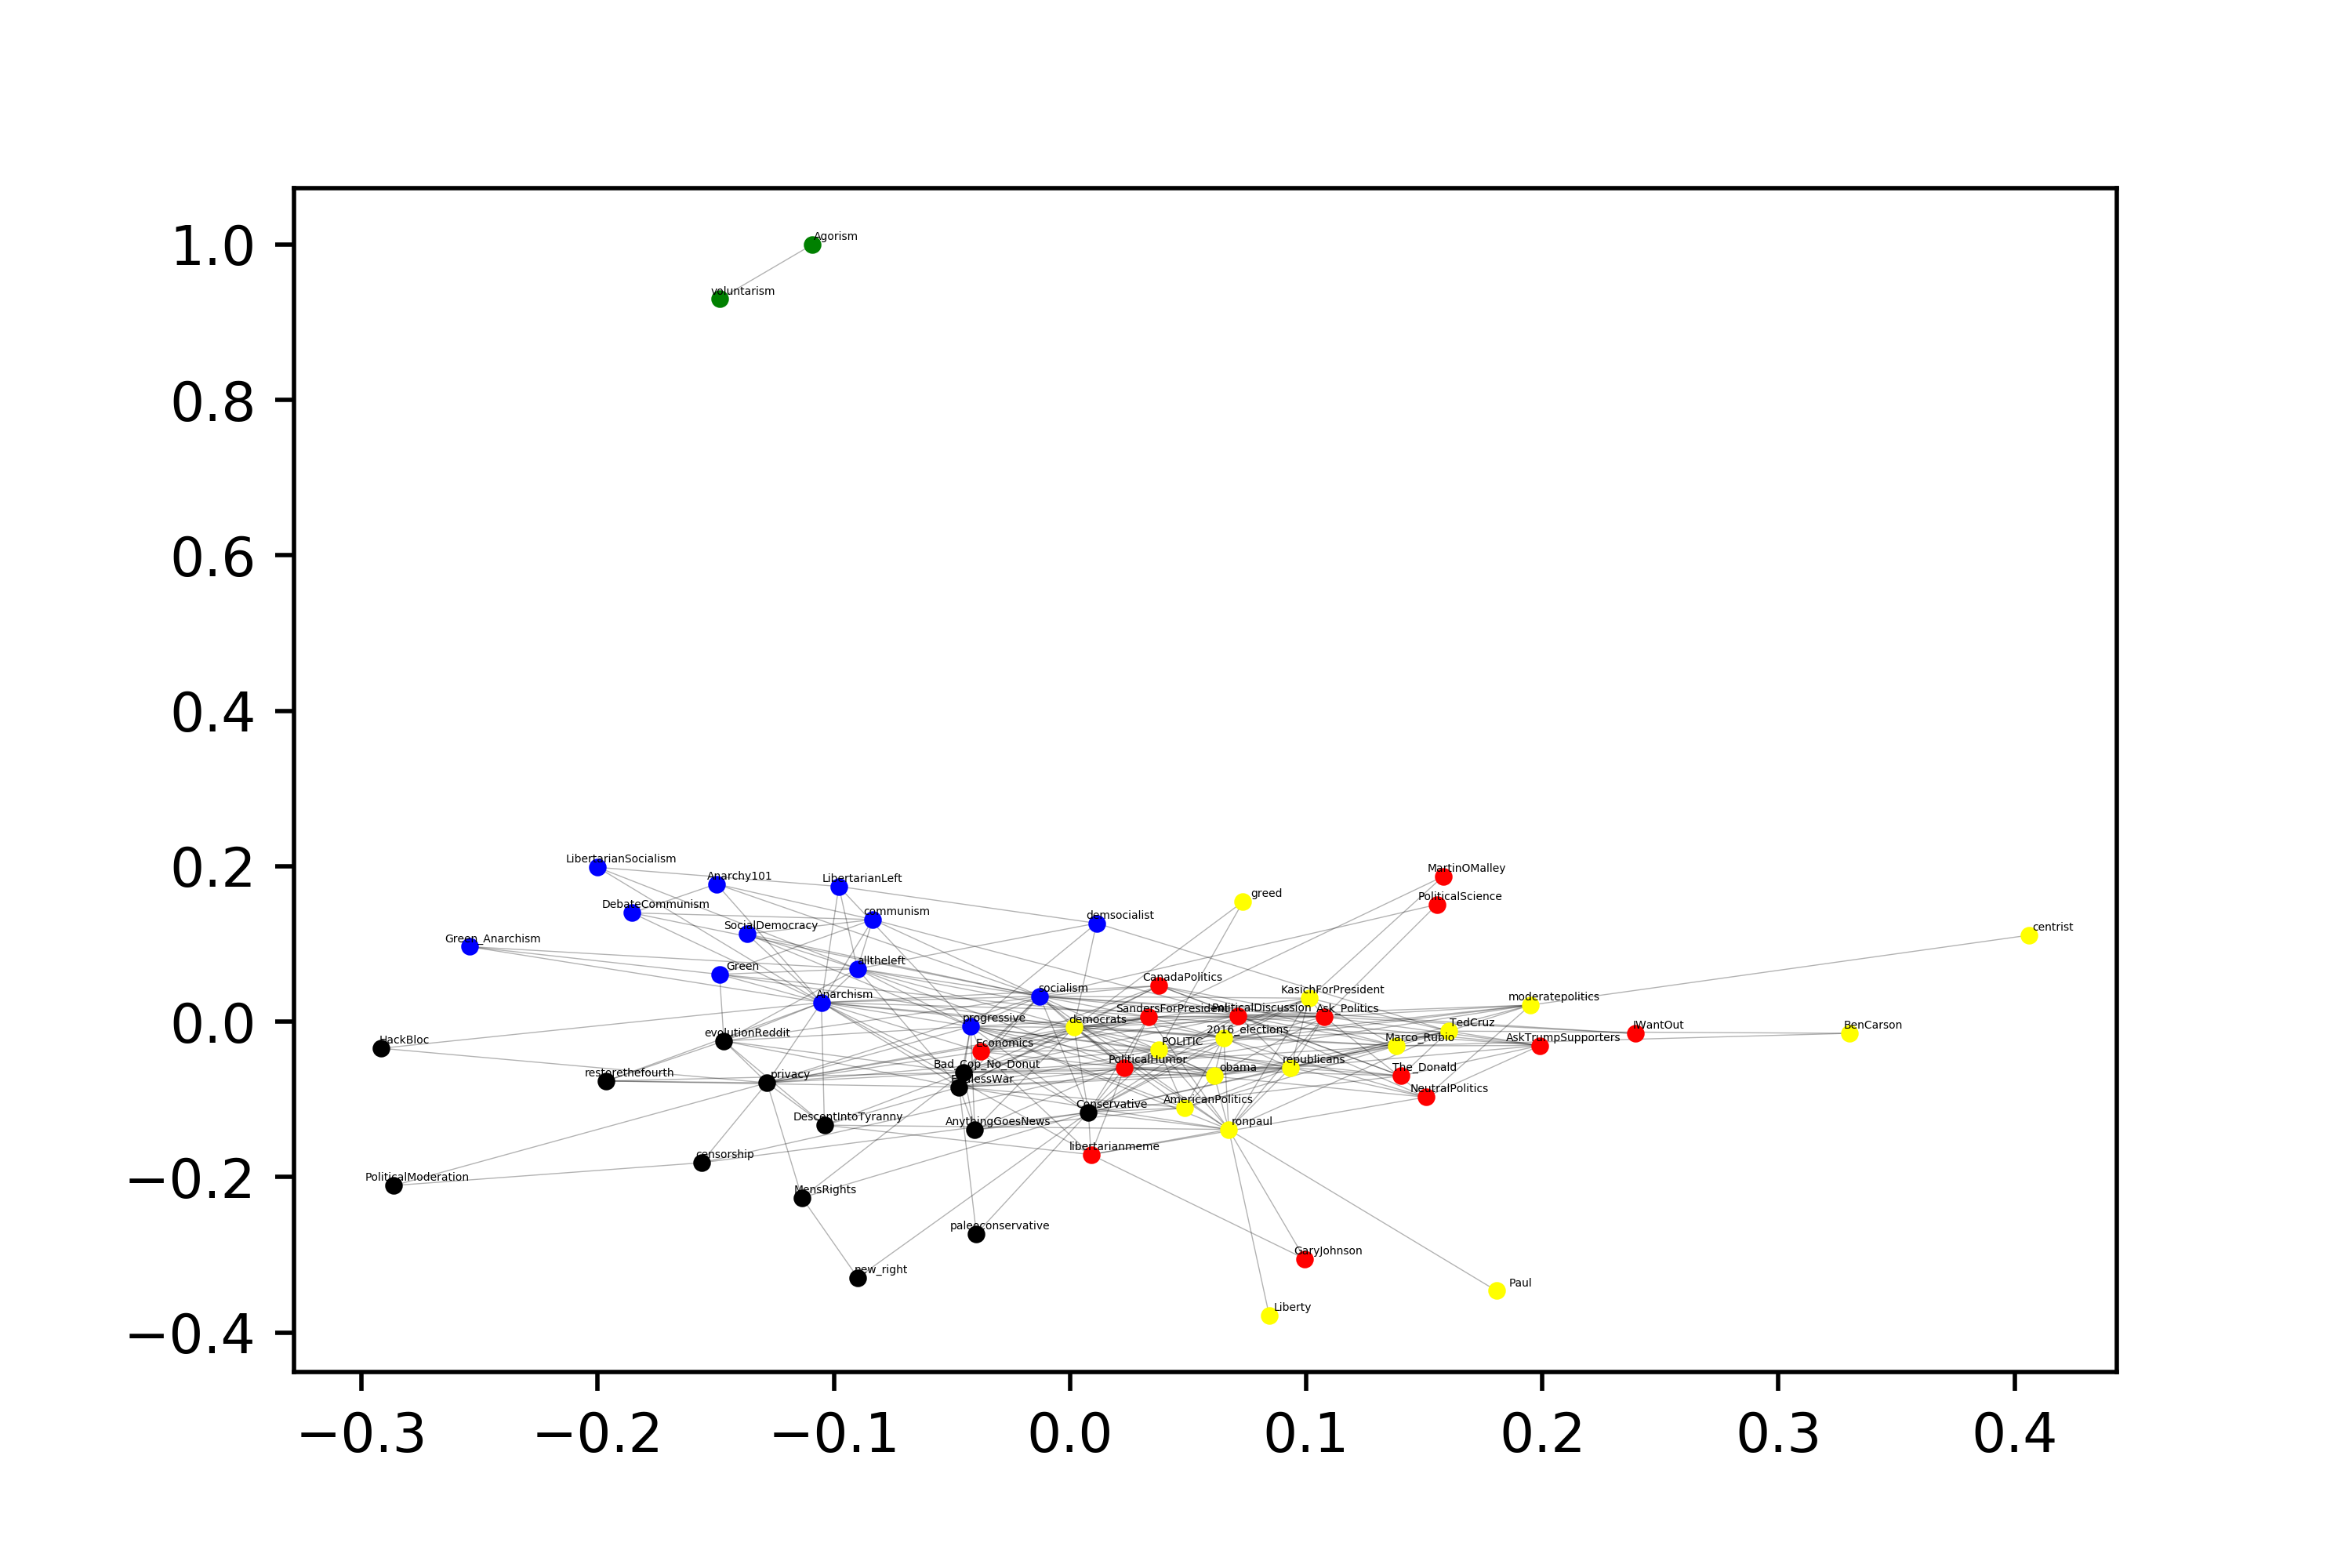 1.0
0.8
0.6
0.4
0.2
0.0
−0.2
−0.4
Agorism
voluntarism
LibertarianSocialism
Anarchy101
LibertarianLeft
MartinOMalley
greed
PoliticalScience
DebateCommunism
communism
demsocialist
SocialDemocracy
centrist
Green_Anarchism
alltheleft
Green
CanadaPolitics
socialism
KasichForPresident
Anarchism
moderatepolitics
SandersForPresident
PoliticalDiscussion
Ask_Politics
progressive
democrats
TedCruz
IWantOut
BenCarson
evolutionReddit
2016_elections
HackBloc
Economics
POLITIC
Marco_Rubio
AskTrumpSupporters
restorethefourth
privacy
Bad_Cop_No_Donut
PoliticalHumor
obama
republicans
The_Donald
EndlessWar
NeutralPolitics
DescentIntoTyranny
AnythingGoesNews
Conservative
AmericanPolitics
ronpaul
censorship
libertarianmeme
PoliticalModeration
MensRights
paleoconservative
GaryJohnson
new_right
Paul
Liberty
−0.3 −0.2 −0.1 0.0 0.1 0.2 0.3 0.4